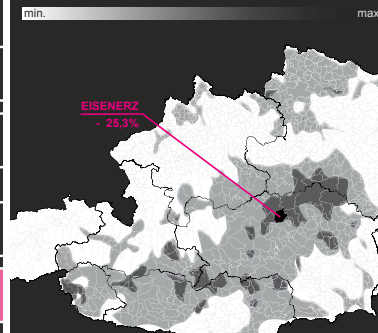 min.
max
EISENERZ
- 25,3%